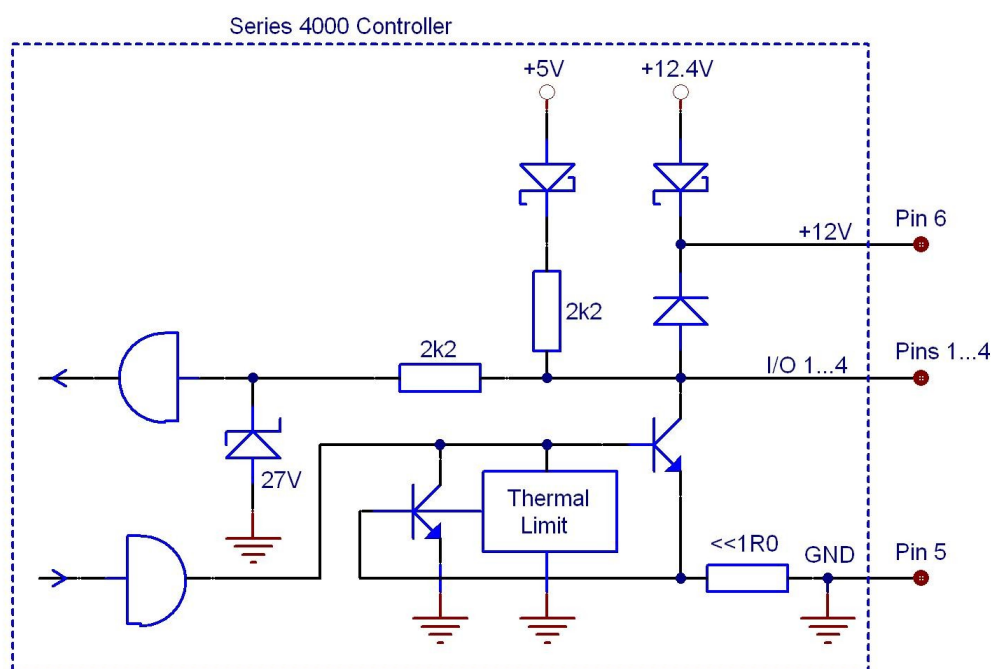 Series 4000 Controller
+5V
+12.4V
Pin 6
+12V
2k2
2k2
Pins 1...4
I/O 1...4
27V
Thermal
Limit
<<1R0
GND
Pin 5